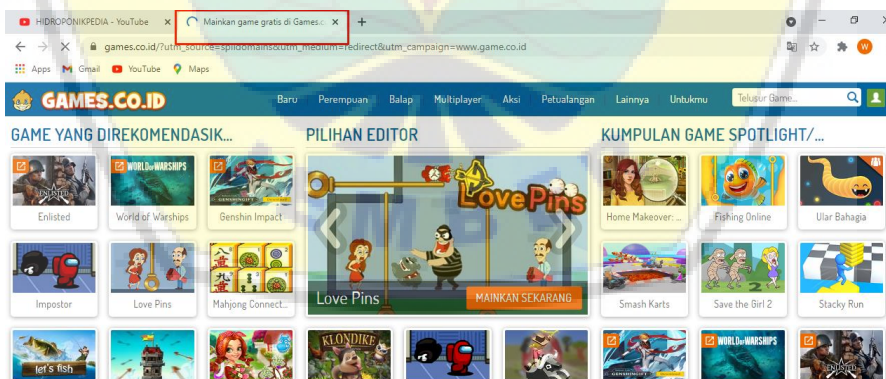 HIDROPONIKPEDIA - YouTube
Mainkan game gratis di Games.c
games.co.id/?utm_source=spildomains&utm_medium=redirect&utm_campaign=www.game.co.id
Apps Gmail YouTube Maps
GAMES.CO.ID
Baru Perempuan Balap Multiplayer Aksi Petualangan Lainnya Untukmu Telusur Game...
GAME YANG DIREKOMENDASIK...
PILIHAN EDITOR
KUMPULAN GAME SPOTLIGHT/...
ENLISTED
WORLD OF WARSHIPS
GENSHIN IMPACT
Love Pins
Enlisted
World of Warships
Genshin Impact
Home Makeover: ...
Fishing Online
Ular Bahagia
Impostor
Love Pins
Mahjong Connect...
Love Pins
MAINKAN SEKARANG
Smash Karts
Save the Girl 2
Stacky Run
let's fish
KLONDIKE
WORLD OF WARSHIPS
ENLISTED